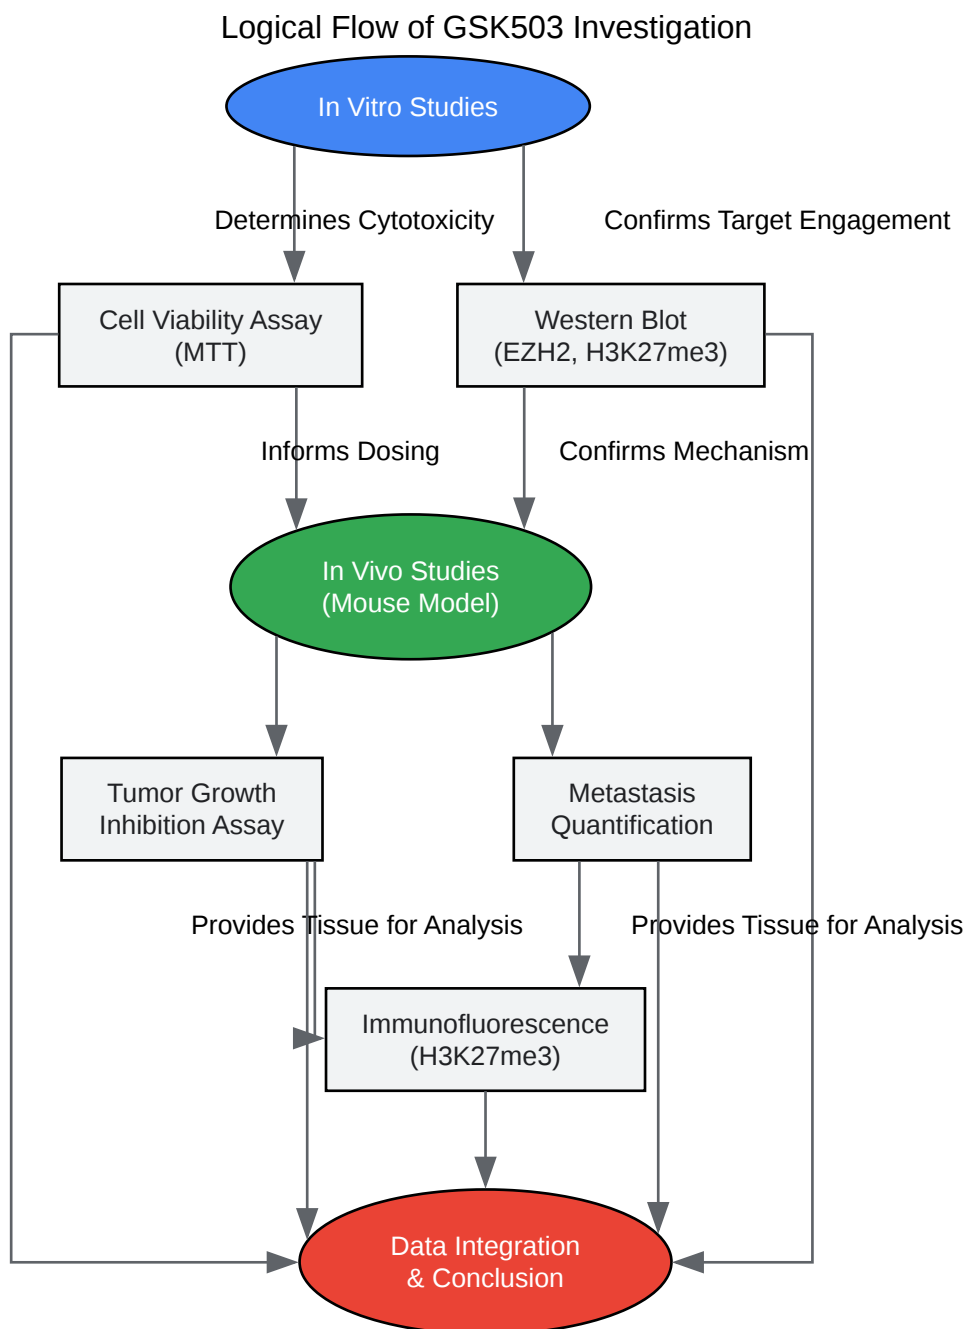 Logical Flow of GSK503 Investigation
In Vitro Studies
Determines Cytotoxicity
Confirms Target Engagement
Cell Viability Assay
(MTT)
Western Blot
(EZH2, H3K27me3)
Informs Dosing
Confirms Mechanism
In Vivo Studies
(Mouse Model)
Tumor Growth
Inhibition Assay
Metastasis
Quantification
Provides Tissue for Analysis
Provides Tissue for Analysis
Immunofluorescence
(H3K27me3)
Data Integration
& Conclusion